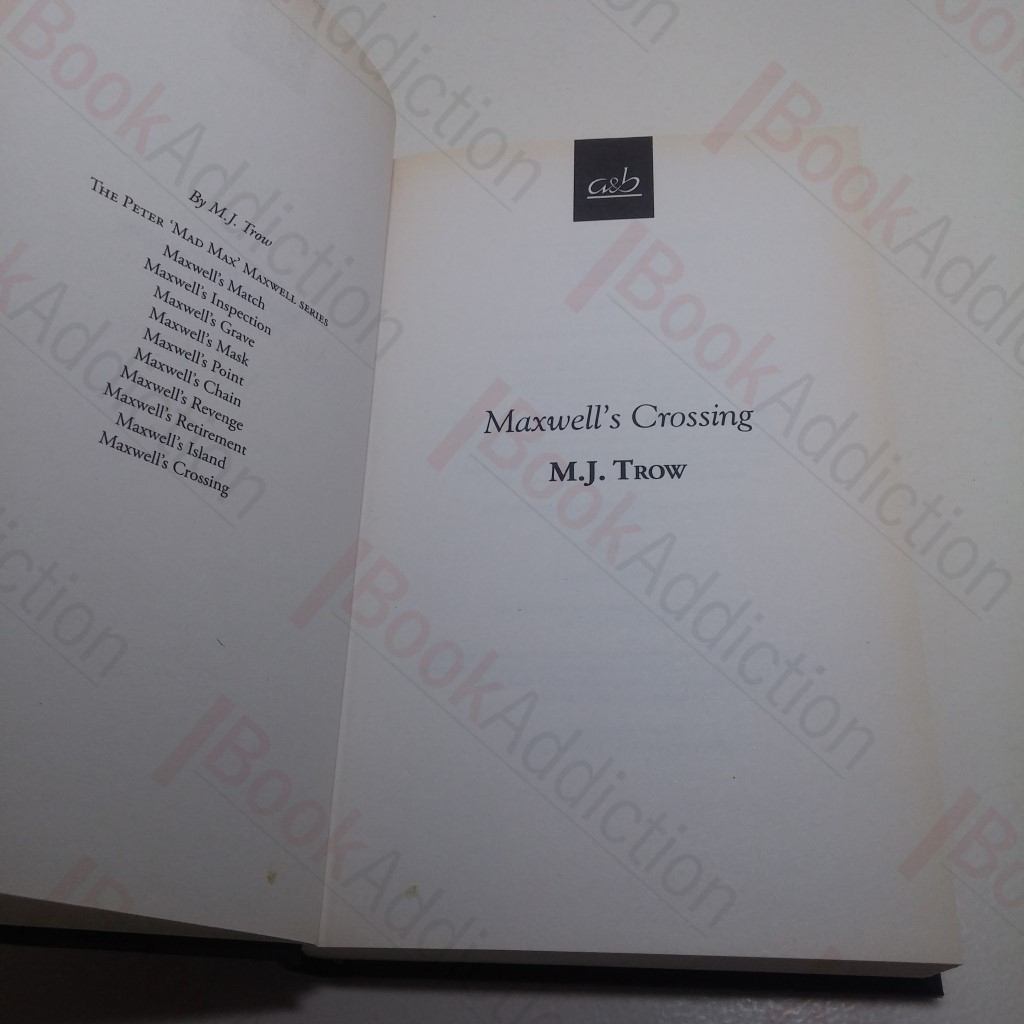 By M.J. Trow
The Peter ‘Mad Max’ Maxwell series
Maxwell’s Match
Maxwell’s Inspection
Maxwell’s Grave
Maxwell’s Mask
Maxwell’s Point
Maxwell’s Chain
Maxwell’s Revenge
Maxwell’s Retirement
Maxwell’s Island
Maxwell’s Crossing
a&b
Maxwell’s Crossing
M.J. Trow
BookAddiction